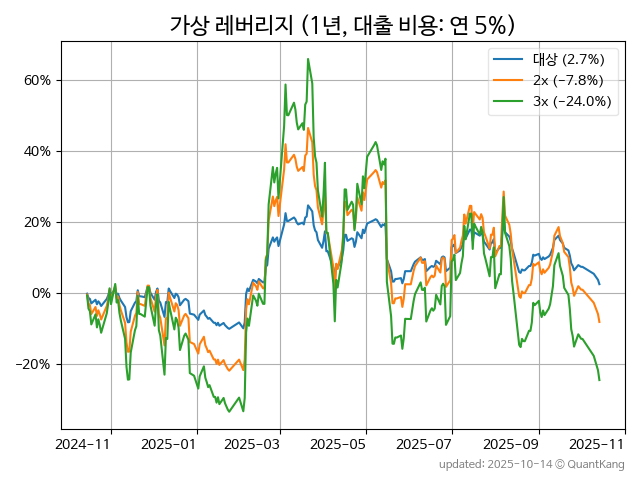 가상 레버리지 (1년, 대출 비용: 연 5%)
대상 (2.7%)
2x (−7.8%)
3x (−24.0%)
60%
40%
20%
0%
−20%
2024-11 2025-01 2025-03 2025-05 2025-07 2025-09 2025-11
updated: 2025-10-14 © QuantKang